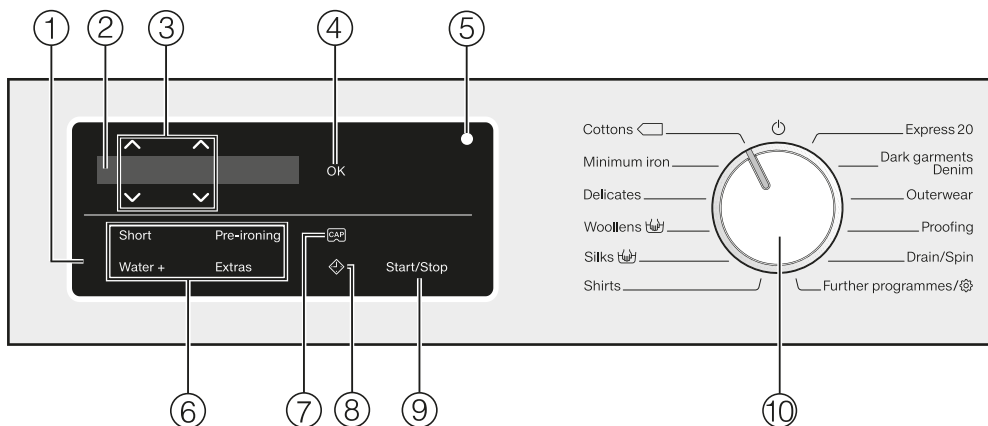 ① ② ③ ④ ⑤
OK
Short Pre-ironing CAP
Water + Extras Start/Stop
⑥ ⑦ ⑧ ⑨ ⑩
Cottons
Minimum iron
Delicates
Woollens
Silks
Shirts
Express 20
Dark garments
Denim
Outerwear
Proofing
Drain/Spin
Further programmes/